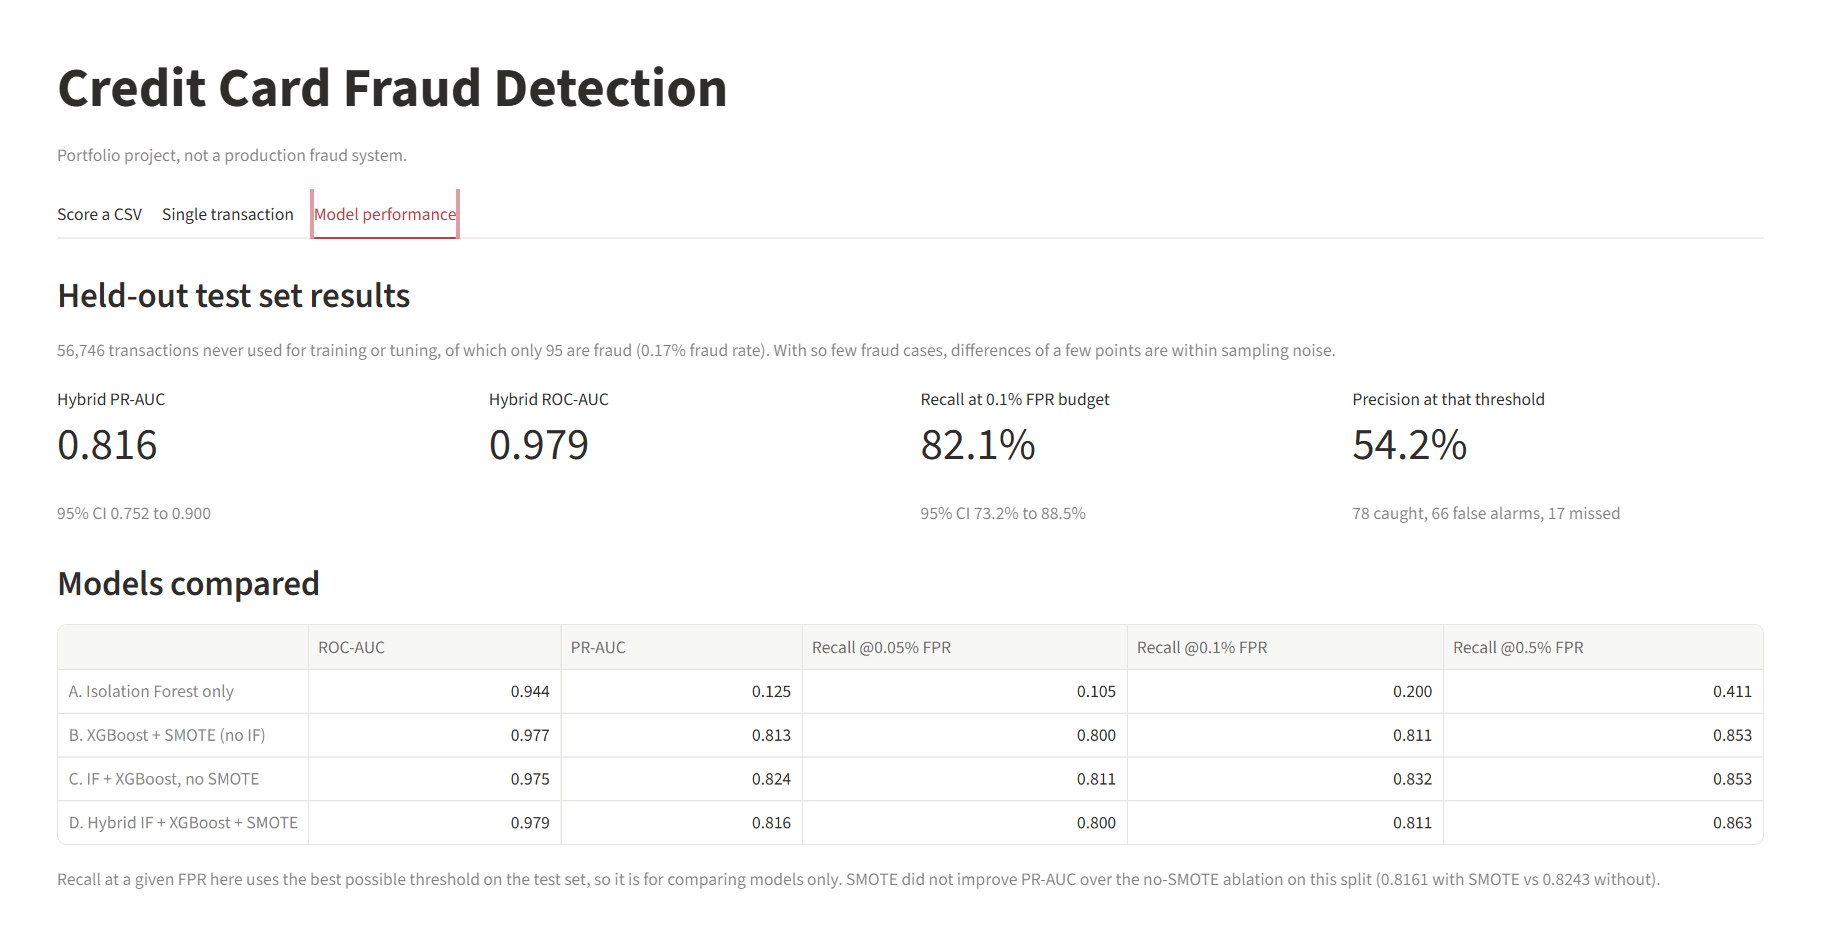 Credit Card Fraud Detection
Portfolio project, not a production fraud system.
Score a CSV Single transaction Model performance
Held-out test set results
56,746 transactions never used for training or tuning, of which only 95 are fraud (0.17% fraud rate). With so few fraud cases, differences of a few points are within sampling noise.
Hybrid PR-AUC Hybrid ROC-AUC Recall at 0.1% FPR budget Precision at that threshold
0.816 0.979 82.1% 54.2%
95% CI 0.752 to 0.900 95% CI 73.2% to 88.5% 78 caught, 66 false alarms, 17 missed
Models compared
ROC-AUC PR-AUC Recall @0.05% FPR Recall @0.1% FPR Recall @0.5% FPR
A. Isolation Forest only 0.944 0.125 0.105 0.200 0.411
B. XGBoost + SMOTE (no IF) 0.977 0.813 0.800 0.811 0.853
C. IF + XGBoost, no SMOTE 0.975 0.824 0.811 0.832 0.853
D. Hybrid IF + XGBoost + SMOTE 0.979 0.816 0.800 0.811 0.863
Recall at a given FPR here uses the best possible threshold on the test set, so it is for comparing models only. SMOTE did not improve PR-AUC over the no-SMOTE ablation on this split (0.8161 with SMOTE vs 0.8243 without).